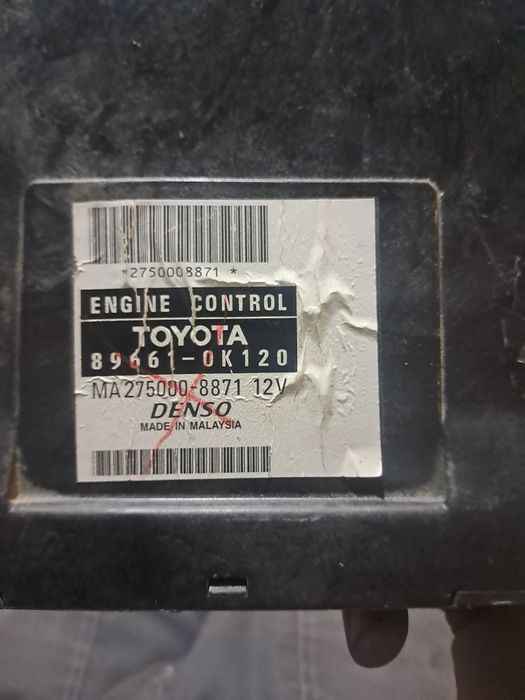 *2750008871 *
ENGINE CONTROL
TOYOTA
89661-0K120
MA275000-8871 12V
DENSO
MADE IN MALAYSIA